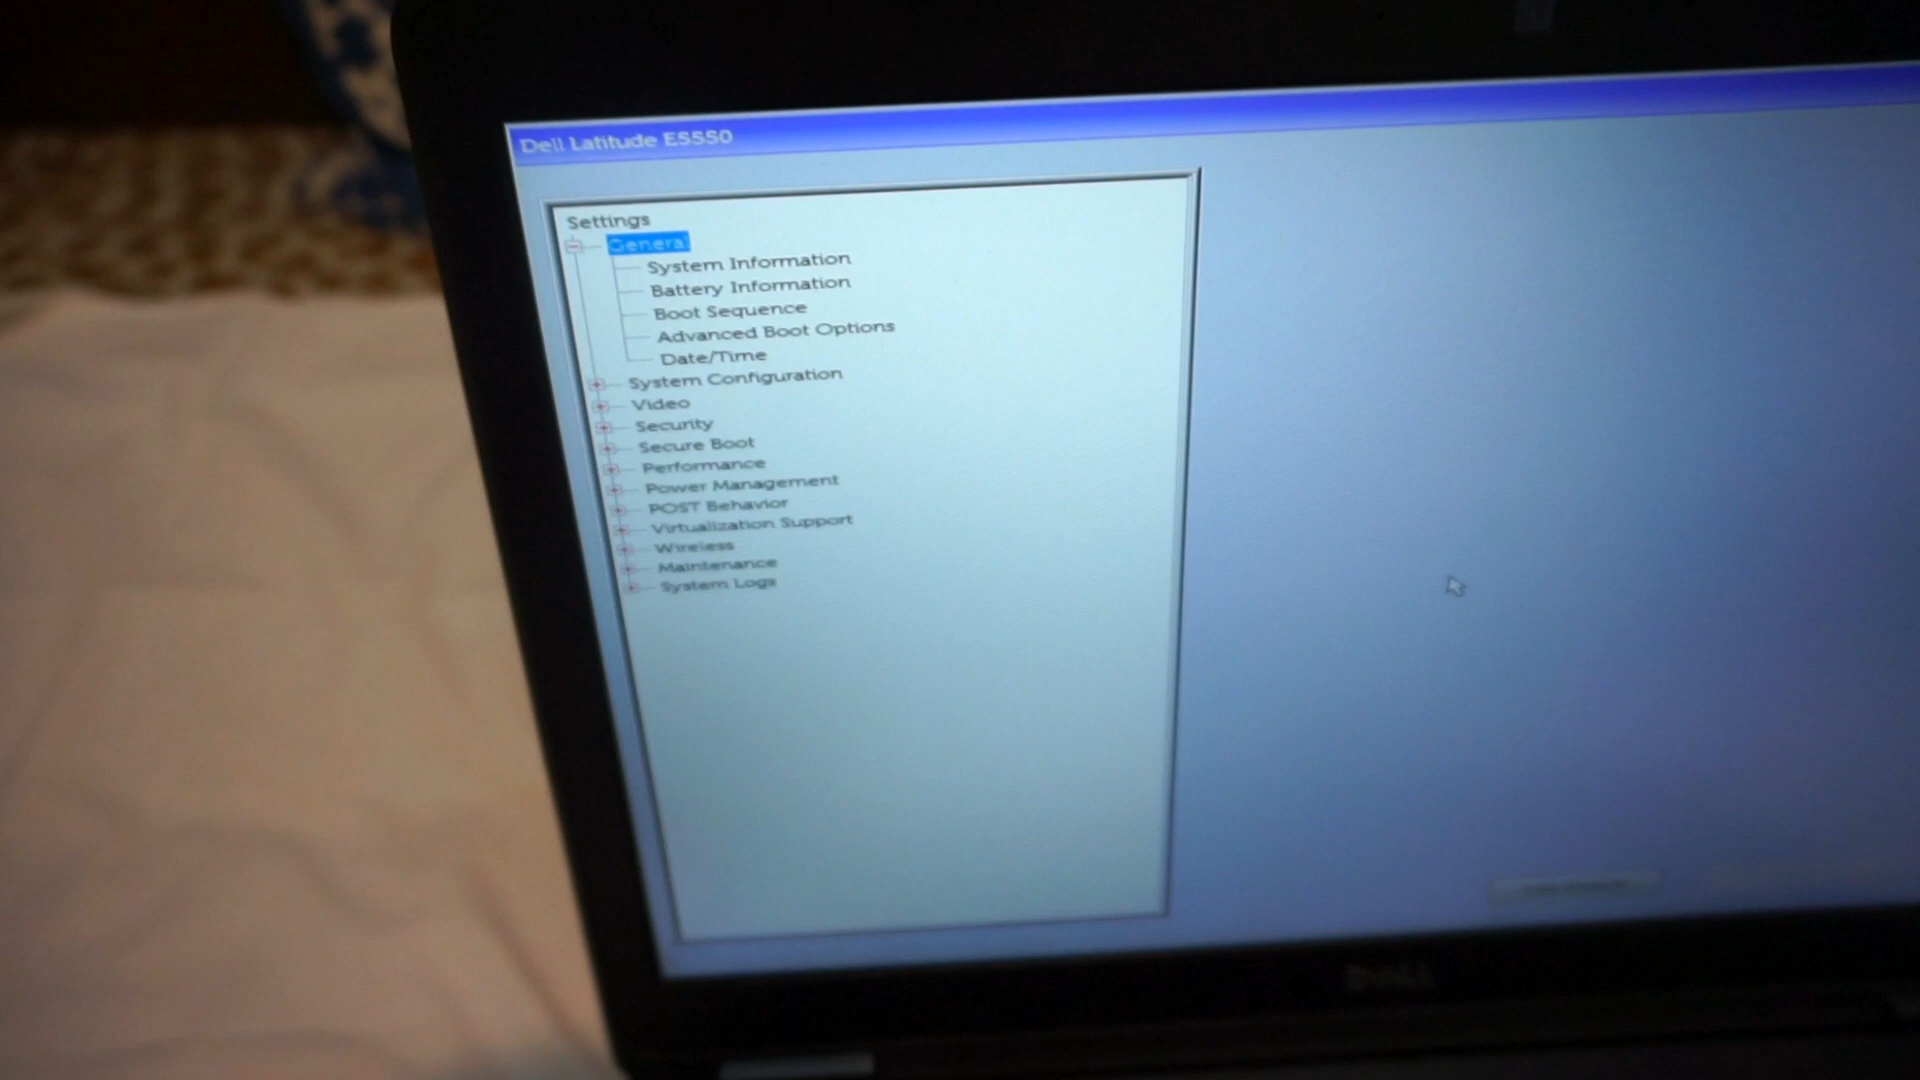 Dell Latitude E5550
Settings
General
System Information
Battery Information
Boot Sequence
Advanced Boot Options
Date/Time
System Configuration
Video
Security
Secure Boot
Performance
Power Management
POST Behavior
Virtualization Support
Wireless
Maintenance
System Logs
DELL